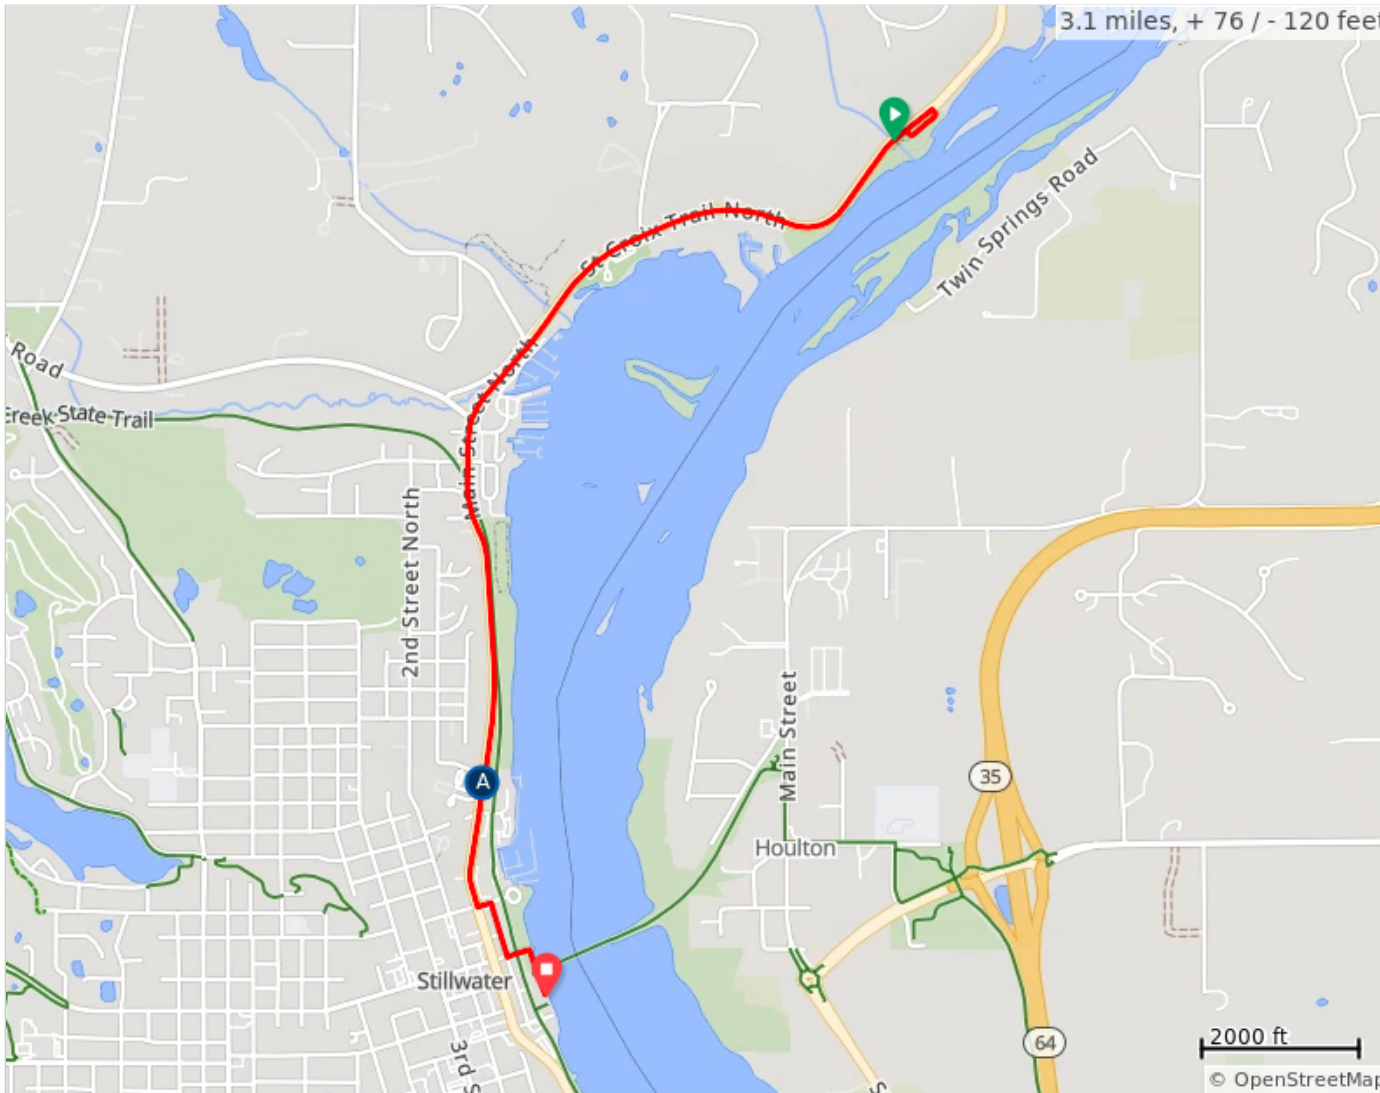 3.1 miles, + 76 / - 120 feet
Twin Springs Road
St Croix Trail North
Road
Creek State Trail
Main Street North
2nd Street North
A
Main Street
35
Houlton
Stillwater
3rd S
2000 ft
64
S
© OpenStreetMap